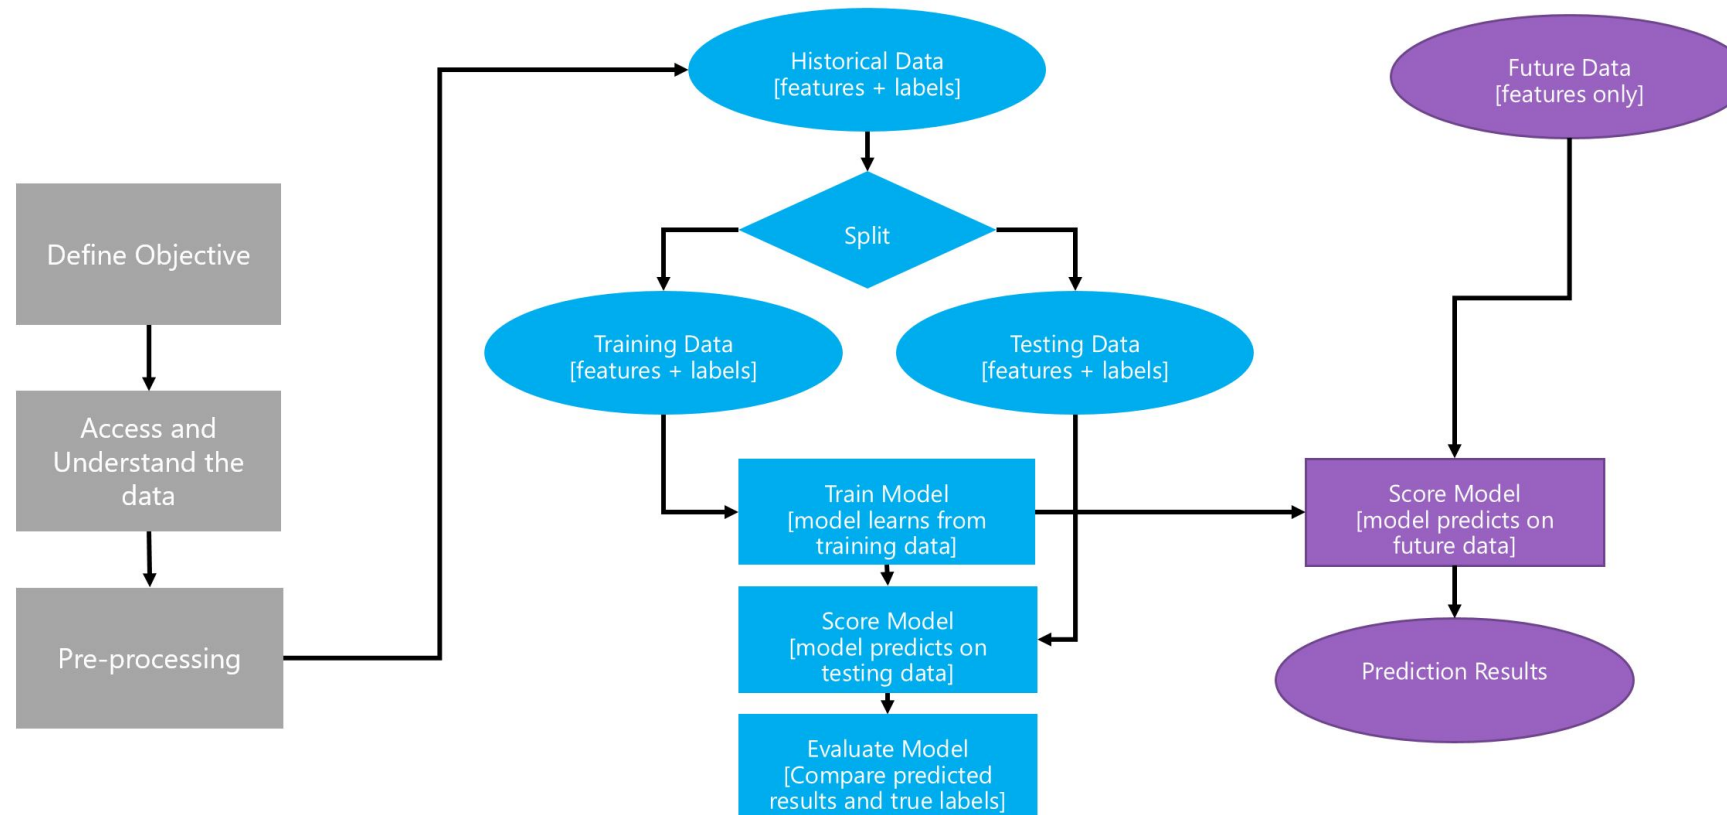 Define Objective
Access and
Understand the
data
Pre-processing
Historical Data
[features + labels]
Split
Training Data
[features + labels]
Testing Data
[features + labels]
Train Model
[model learns from
training data]
Score Model
[model predicts on
testing data]
Evaluate Model
[Compare predicted
results and true labels]
Future Data
[features only]
Score Model
[model predicts on
future data]
Prediction Results